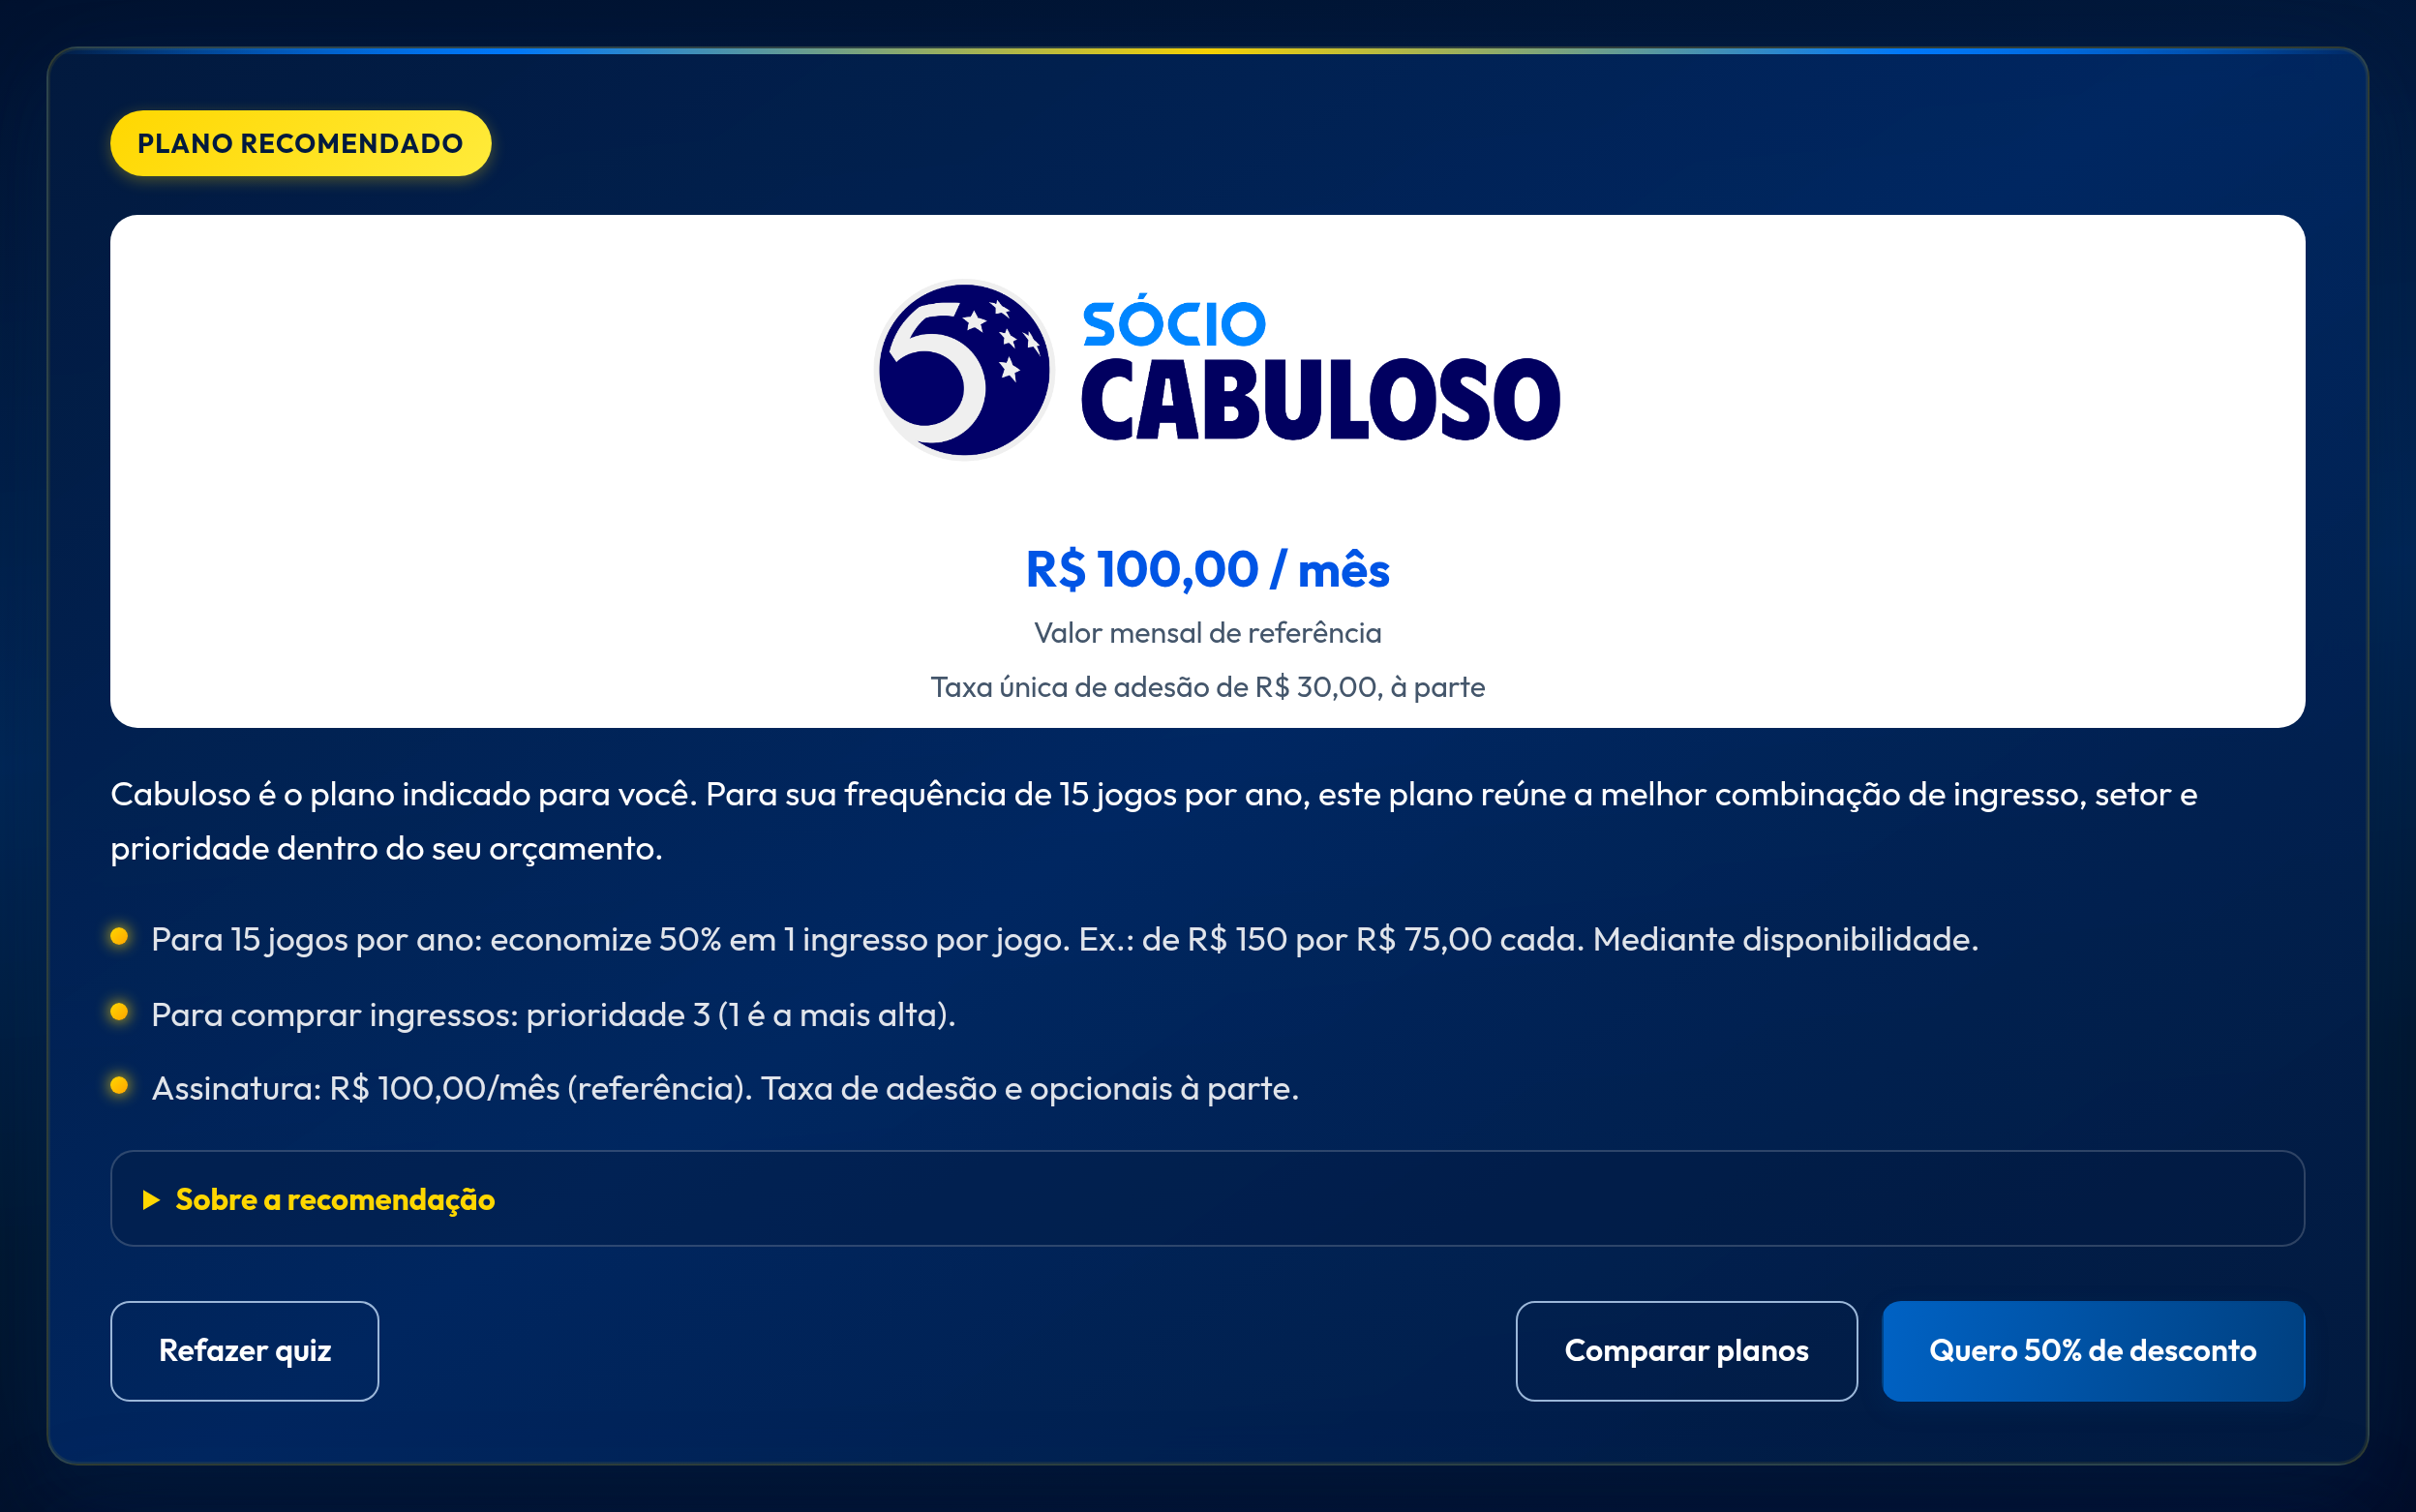 PLANO RECOMENDADO
5
SÓCIO
CABULOSO
R$ 100,00 / mês
Valor mensal de referência
Taxa única de adesão de R$ 30,00, à parte
Cabuloso é o plano indicado para você. Para sua frequência de 15 jogos por ano, este plano reúne a melhor combinação de ingresso, setor e
prioridade dentro do seu orçamento.
Para 15 jogos por ano: economize 50% em 1 ingresso por jogo. Ex.: de R$ 150 por R$ 75,00 cada. Mediante disponibilidade.
Para comprar ingressos: prioridade 3 (1 é a mais alta).
Assinatura: R$ 100,00/mês (referência). Taxa de adesão e opcionais à parte.
Sobre a recomendação
Refazer quiz
Comparar planos
Quero 50% de desconto